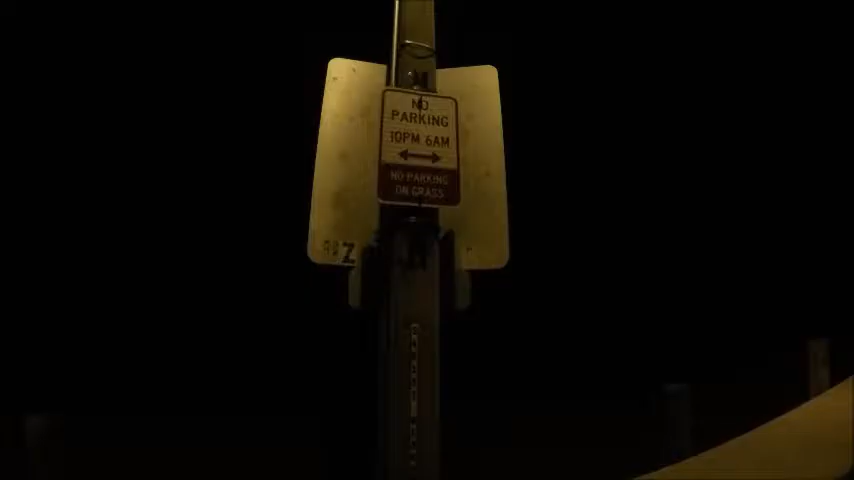 NO
PARKING
10PM 6AM
NO PARKING
ON GRASS
Z